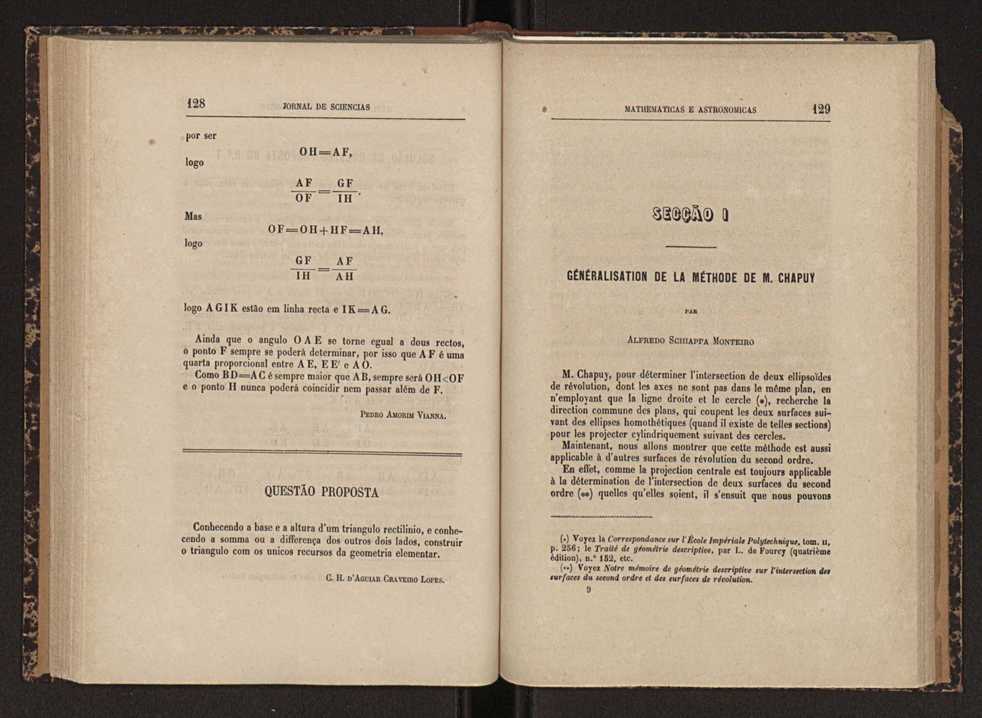 128 JORNAL DE SCIENCIAS
por ser
OH=AF,
logo
AF/OF = GF/IH.
Mas
OF=OH+HF=AH,
logo
GF/IH = AF/AH
logo AGIK estão em linha recta e IK=AG.
Ainda que o angulo OAE se torne egual a dous rectos,
o ponto F sempre se poderá determinar, por isso que AF é uma
quarta proporcional entre AE, EE' e AO.
Como BD=AC é sempre maior que AB, sempre será OH<OF
e o ponto H nunca poderá coincidir nem passar além de F.
PEDRO AMORIM VIANNA.
QUESTÃO PROPOSTA
Conhecendo a base e a altura d'um triangulo rectilinio, e conhe-
cendo a somma ou a differença dos outros dois lados, construir
o triangulo com os unicos recursos da geometria elementar.
C. H. D'AGUIAR CRAVEIRO LOPES.
MATHEMATICAS E ASTRONOMICAS 129
SECÇÃO I
GÉNÉRALISATION DE LA MÉTHODE DE M. CHAPUY
PAR
ALFREDO SCHIAPPA MONTEIRO
M. Chapuy, pour déterminer l'intersection de deux ellipsoïdes
de révolution, dont les axes ne sont pas dans le même plan, en
n'employant que la ligne droite et le cercle (*), recherche la
direction commune des plans, qui coupent les deux surfaces sui-
vant des ellipses homothétiques (quand il existe de telles sections)
pour les projecter cylindriquement suivant des cercles.
Maintenant, nous allons montrer que cette méthode est aussi
applicable à d'autres surfaces de révolution du second ordre.
En effet, comme la projection centrale est toujours applicable
à la détermination de l'intersection de deux surfaces du second
ordre (**) quelles qu'elles soient, il s'ensuit que nous pouvons
(*) Voyez la Correspondance sur l'École Impériale Polytechnique, tom. II,
p. 256; le Traité de géométrie descriptive, par L. de Fourcy (quatrième
édition), n.° 152, etc.
(**) Voyez Notre mémoire de géométrie descriptive sur l'intersection des
surfaces du second ordre et des surfaces de révolution.
9